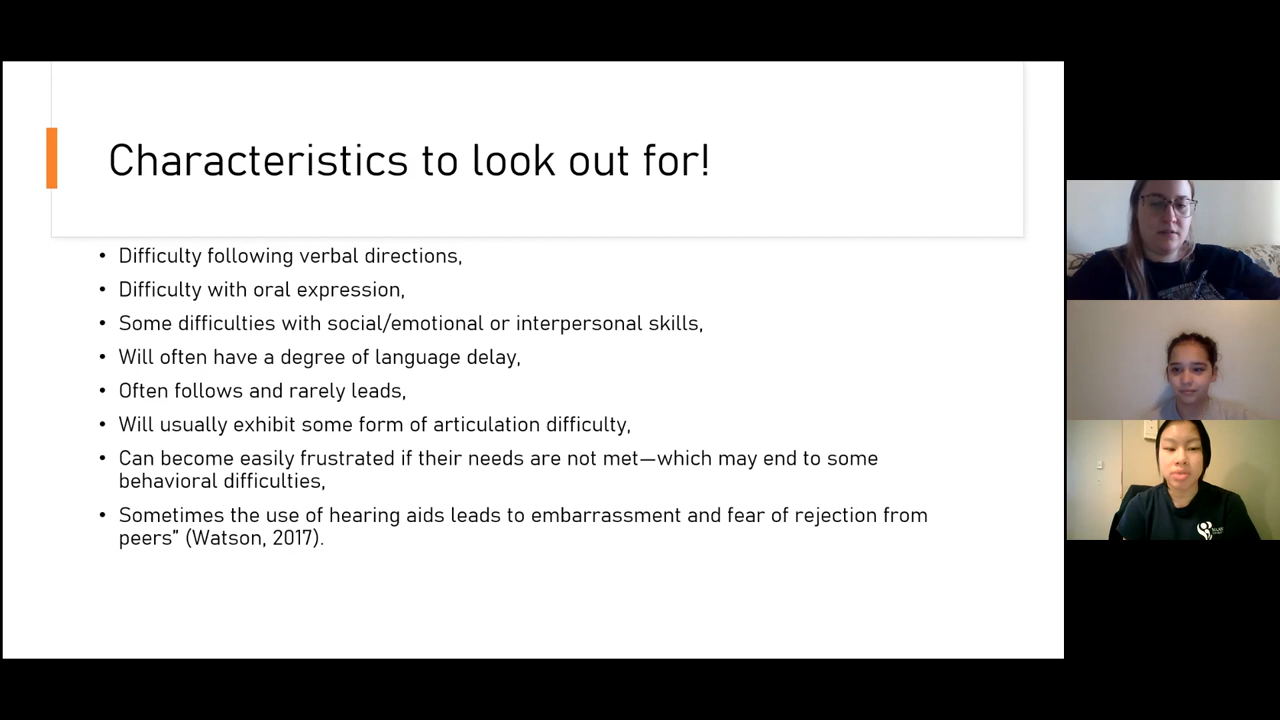 Characteristics to look out for!
• Difficulty following verbal directions,
• Difficulty with oral expression,
• Some difficulties with social/emotional or interpersonal skills,
• Will often have a degree of language delay,
• Often follows and rarely leads,
• Will usually exhibit some form of articulation difficulty,
• Can become easily frustrated if their needs are not met—which may end to some
behavioral difficulties,
• Sometimes the use of hearing aids leads to embarrassment and fear of rejection from
peers” (Watson, 2017).